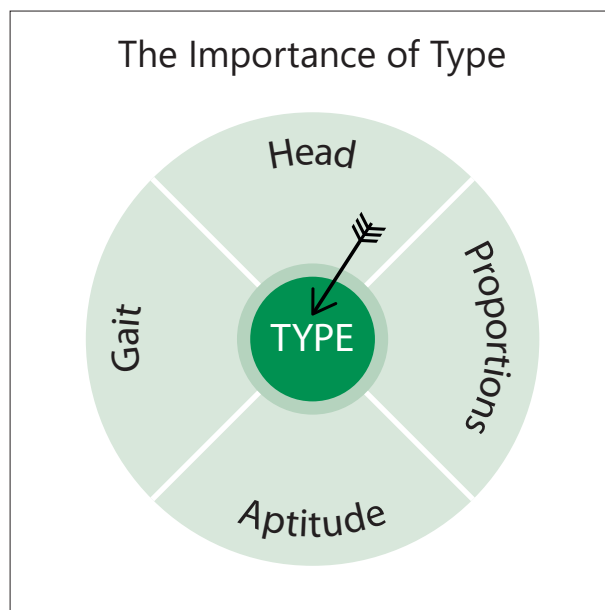 The Importance of Type
Head
Proportions
Gait
TYPE
Aptitude